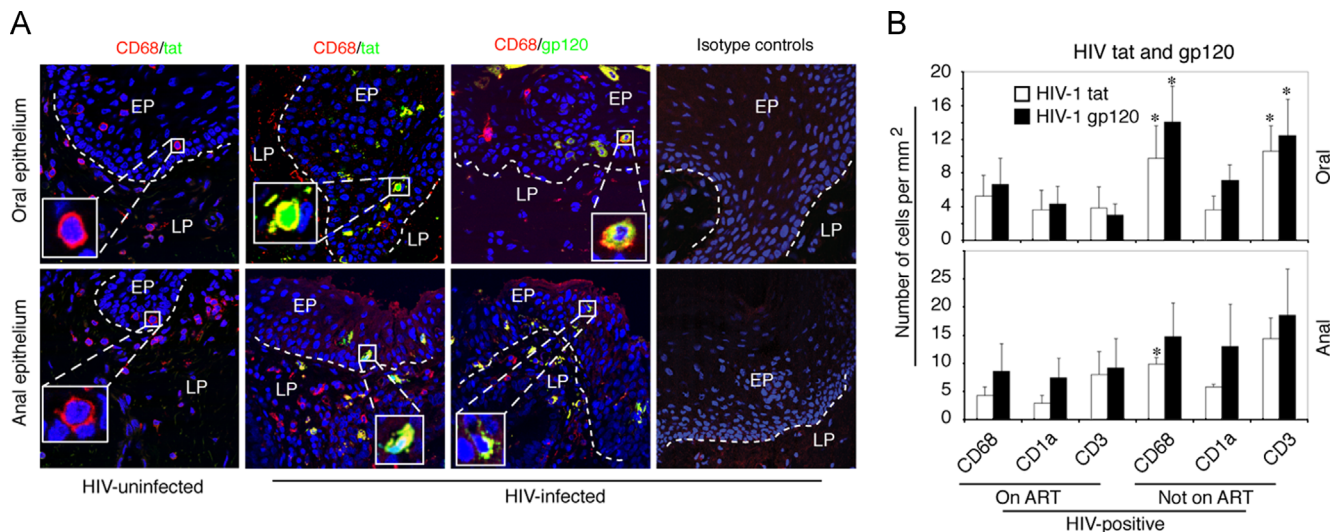 A
CD68/tat
CD68/tat
CD68/gp120
Isotype controls
Oral epithelium
EP
LP
EP
LP
LP
EP
LP
EP
LP
Anal epithelium
EP
LP
EP
LP
EP
LP
EP
LP
HIV-uninfected
HIV-infected
B
HIV tat and gp120
Number of cells per mm 2
20
16
12
8
4
0
* * * *
HIV-1 tat
HIV-1 gp120
Oral
25
20
15
10
5
0
*
Anal
CD68
CD1a
CD3
CD68
CD1a
CD3
On ART
Not on ART
HIV-positive